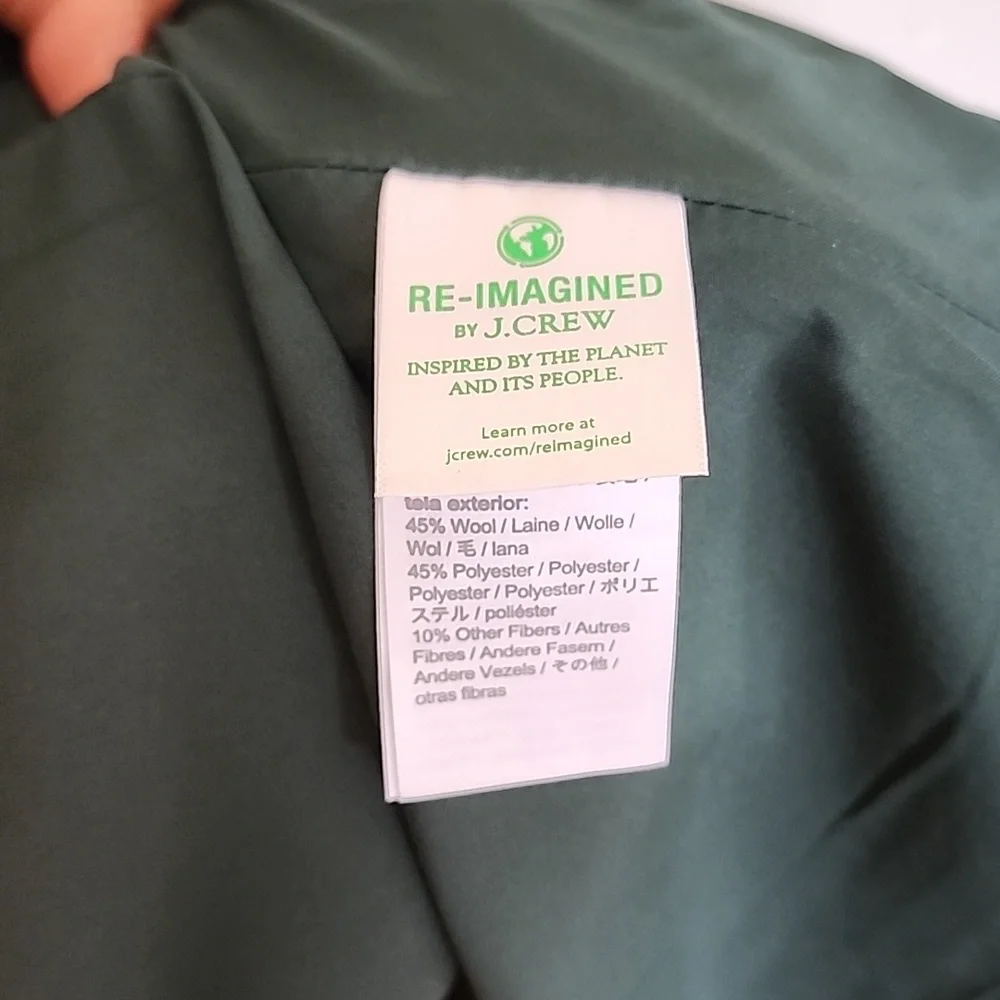 RE-IMAGINED
BY J.CREW
INSPIRED BY THE PLANET
AND ITS PEOPLE.
Learn more at
jcrew.com/reimagined
tela exterior:
45% Wool / Laine / Wolle /
Wol / 毛 / lana
45% Polyester / Polyester /
Polyester / Polyester / ポリエ
ステル / poliéster
10% Other Fibers / Autres
Fibres / Andere Fasern /
Andere Vezels / その他 /
otras fibras